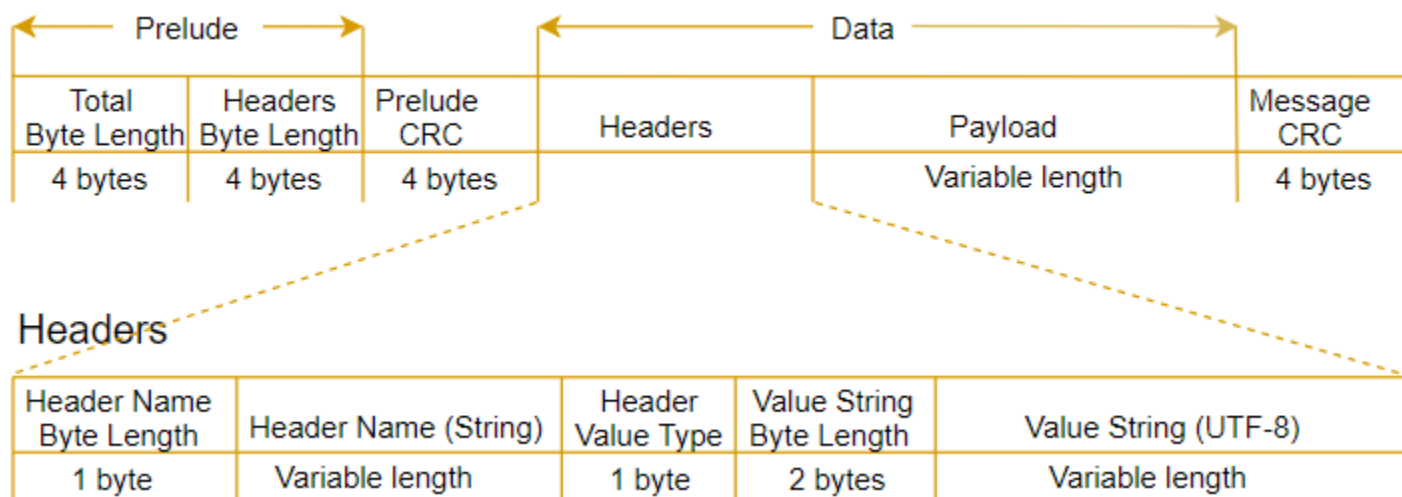 Prelude
Data
Total
Byte Length
Headers
Byte Length
Prelude
CRC
Headers
Payload
Message
CRC
4 bytes
4 bytes
4 bytes
Variable length
4 bytes
Headers
Header Name
Byte Length
Header Name (String)
Header
Value Type
Value String
Byte Length
Value String (UTF-8)
1 byte
Variable length
1 byte
2 bytes
Variable length